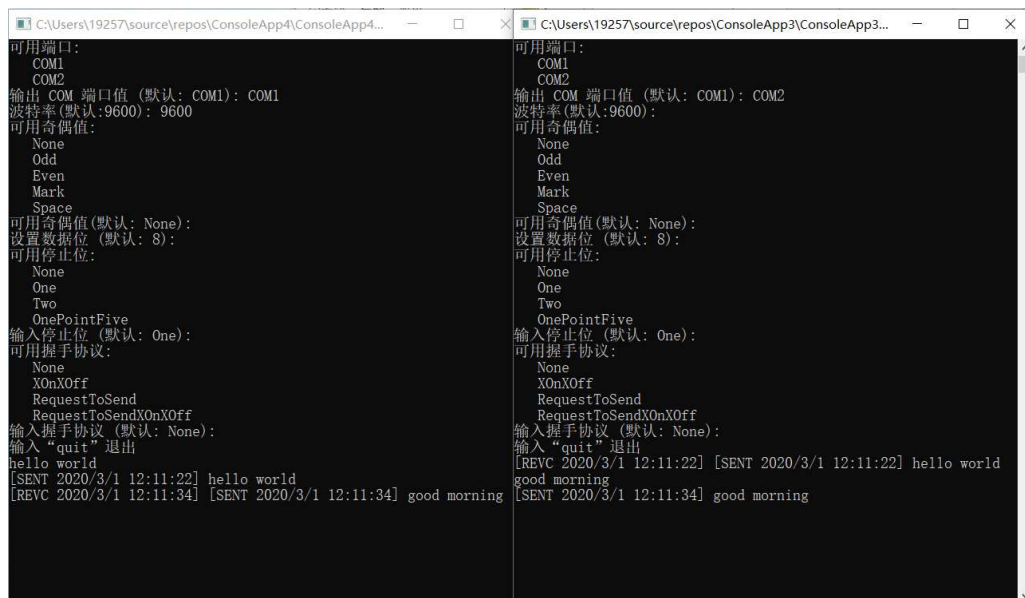 C:\Users\19257\source\repos\ConsoleApp4\ConsoleApp4...
可用端口:
COM1
COM2
输出 COM 端口值 (默认: COM1): COM1
波特率(默认:9600): 9600
可用奇偶值:
None
Odd
Even
Mark
Space
可用奇偶值(默认: None):
设置数据位 (默认: 8):
可用停止位:
None
One
Two
OnePointFive
输入停止位 (默认: One):
可用握手协议:
None
XOnXOff
RequestToSend
RequestToSendXOnXOff
输入握手协议 (默认: None):
输入“quit”退出
hello world
[SENT 2020/3/1 12:11:22] hello world
[REVC 2020/3/1 12:11:34] [SENT 2020/3/1 12:11:34] good morning
C:\Users\19257\source\repos\ConsoleApp3\ConsoleApp3...
可用端口:
COM1
COM2
输出 COM 端口值 (默认: COM1): COM2
波特率(默认:9600):
可用奇偶值:
None
Odd
Even
Mark
Space
可用奇偶值(默认: None):
设置数据位 (默认: 8):
可用停止位:
None
One
Two
OnePointFive
输入停止位 (默认: One):
可用握手协议:
None
XOnXOff
RequestToSend
RequestToSendXOnXOff
输入握手协议 (默认: None):
输入“quit”退出
[REVC 2020/3/1 12:11:22] [SENT 2020/3/1 12:11:22] hello world
good morning
[SENT 2020/3/1 12:11:34] good morning